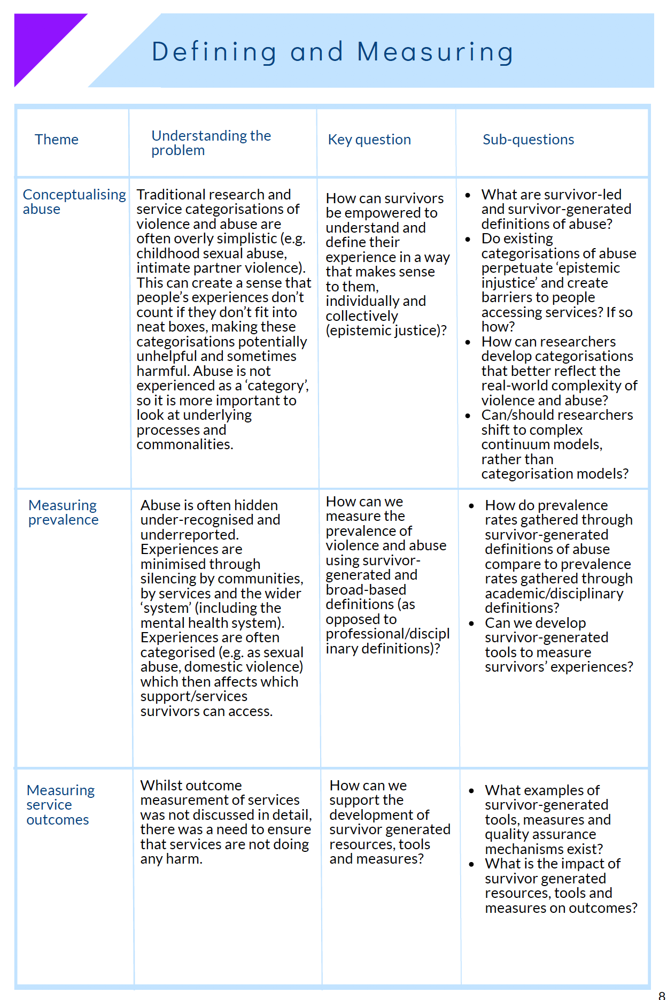 Defining and Measuring
Theme
Understanding the
problem
Key question
Sub-questions
Conceptualising
abuse
Traditional research and
service categorisations of
violence and abuse are
often overly simplistic (e.g.
childhood sexual abuse,
intimate partner violence).
This can create a sense that
people’s experiences don’t
count if they don’t fit into
neat boxes, making these
categorisations potentially
unhelpful and sometimes
harmful. Abuse is not
experienced as a ‘category’,
so it is more important to
look at underlying
processes and
commonalities.
How can survivors
be empowered to
understand and
define their
experience in a way
that makes sense
to them,
individually and
collectively
(epistemic justice)?
• What are survivor-led
and survivor-generated
definitions of abuse?
• Do existing
categorisations of abuse
perpetuate ‘epistemic
injustice’ and create
barriers to people
accessing services? If so
how?
• How can researchers
develop categorisations
that better reflect the
real-world complexity of
violence and abuse?
• Can/should researchers
shift to complex
continuum models,
rather than
categorisation models?
Measuring
prevalence
Abuse is often hidden
under-recognised and
underreported.
Experiences are
minimised through
silencing by communities,
by services and the wider
‘system’ (including the
mental health system).
Experiences are often
categorised (e.g. as sexual
abuse, domestic violence)
which then affects which
support/services
survivors can access.
How can we
measure the
prevalence of
violence and abuse
using survivor-
generated and
broad-based
definitions (as
opposed to
professional/discipl
inary definitions)?
• How do prevalence
rates gathered through
survivor-generated
definitions of abuse
compare to prevalence
rates gathered through
academic/disciplinary
definitions?
• Can we develop
survivor-generated
tools to measure
survivors’ experiences?
Measuring
service
outcomes
Whilst outcome
measurement of services
was not discussed in detail,
there was a need to ensure
that services are not doing
any harm.
How can we
support the
development of
survivor generated
resources, tools
and measures?
• What examples of
survivor-generated
tools, measures and
quality assurance
mechanisms exist?
• What is the impact of
survivor generated
resources, tools and
measures on outcomes?
8